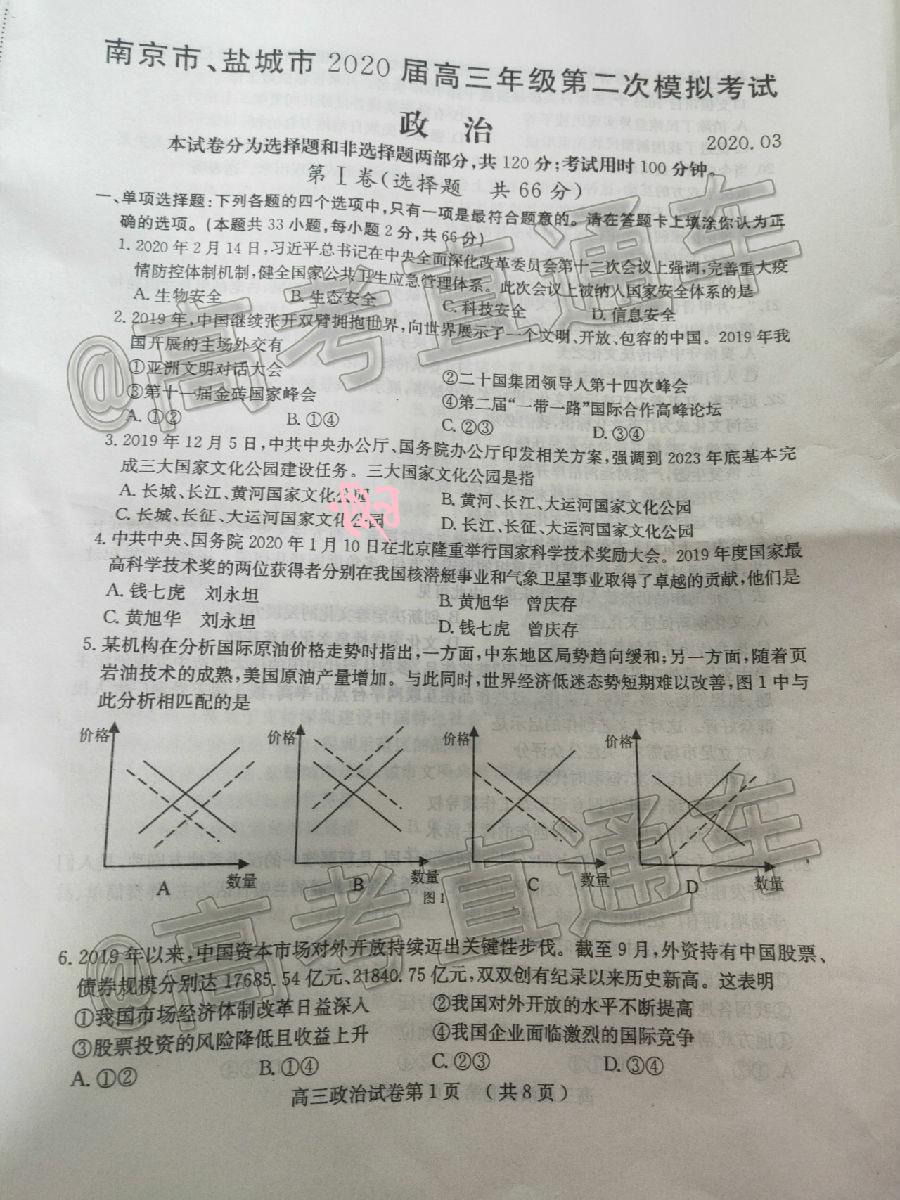 南京市、盐城市 2020 届高三年级第二次模拟考试
政 治
2020.03
本试卷分为选择题和非选择题两部分,共 120 分;考试用时 100 分钟。
第 Ⅰ 卷(选择题 共 66 分)
一、单项选择题:下列各题的四个选项中,只有一项是最符合题意的。请在答题卡上填涂你认为正
确的选项。(本题共 33 小题,每小题 2 分,共 66 分)
1. 2020 年 2 月 14 日,习近平总书记在中央全面深化改革委员会第十二次会议上强调,完善重大疫
情防控体制机制,健全国家公共卫生应急管理体系。此次会议上被纳入国家安全体系的是
A. 生物安全 B. 生态安全 C. 科技安全 D. 信息安全
2. 2019年,中国继续张开双臂拥抱世界,向世界展示了一个文明、开放、包容的中国。2019 年我
国开展的主场外交有
①亚洲文明对话大会 ②二十国集团领导人第十四次峰会
③第十一届金砖国家峰会 ④第二届“一带一路”国际合作高峰论坛
A. ①② B. ①④ C. ②③ D. ③④
3. 2019 年 12 月 5 日,中共中央办公厅、国务院办公厅印发相关方案,强调到 2023 年底基本完
成三大国家文化公园建设任务。三大国家文化公园是指
A. 长城、长江、黄河国家文化公园 B. 黄河、长江、大运河国家文化公园
C. 长城、长征、大运河国家文化公园 D. 长江、长征、大运河国家文化公园
4. 中共中央、国务院 2020 年 1 月 10 日在北京隆重举行国家科学技术奖励大会。2019 年度国家最
高科学技术奖的两位获得者分别在我国核潜艇事业和气象卫星事业取得了卓越的贡献,他们是
A. 钱七虎 刘永坦 B. 黄旭华 曾庆存
C. 黄旭华 刘永坦 D. 钱七虎 曾庆存
5. 某机构在分析国际原油价格走势时指出,一方面,中东地区局势趋向缓和;另一方面,随着页
岩油技术的成熟,美国原油产量增加。与此同时,世界经济低迷态势短期难以改善,图 1 中与
此分析相匹配的是
价格 价格 价格 价格
A 数量 B 数量 C 数量 D 数量
图 1
6. 2019 年以来,中国资本市场对外开放持续迈出关键性步伐。截至 9 月,外资持有中国股票、
债券规模分别达 17685.54 亿元、21840.75 亿元,双双创有纪录以来历史新高。这表明
①我国市场经济体制改革日益深入 ②我国对外开放的水平不断提高
③股票投资的风险降低且收益上升 ④我国企业面临激烈的国际竞争
A. ①② B. ①④ C. ②③ D. ③④
高三政治试卷第 1 页 (共 8 页)
@高考直通车
@高考直通车